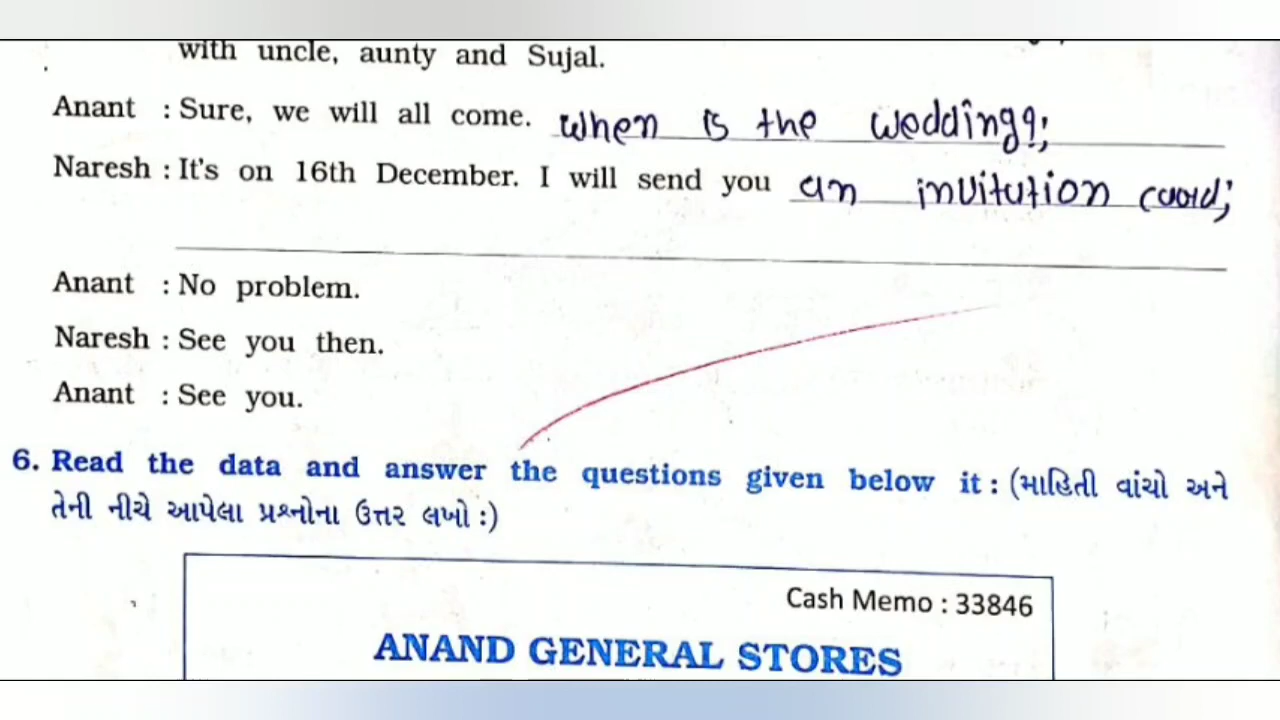 with uncle, aunty and Sujal.
Anant : Sure, we will all come. when is the wedding?;
Naresh : It's on 16th December. I will send you an invitution card;
Anant : No problem.
Naresh : See you then.
Anant : See you.
6. Read the data and answer the questions given below it : (માહિતી વાંચો અને
તેની નીચે આપેલા પ્રશ્નોના ઉત્તર લખો :)
Cash Memo : 33846
ANAND GENERAL STORES